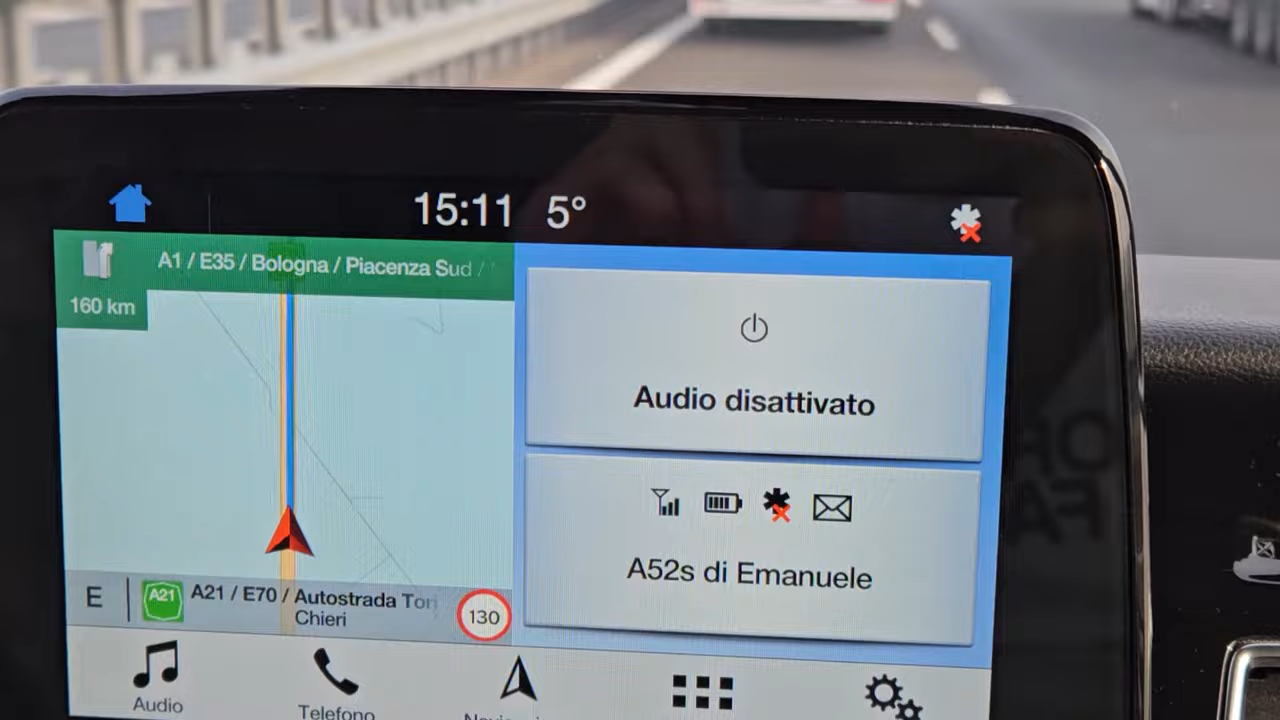 15:11 5°
A1 / E35 / Bologna / Piacenza Sud /
160 km
Audio disattivato
A52s di Emanuele
E A21 A21 / E70 / Autostrada Tori
Chieri
130
Audio
Telefono